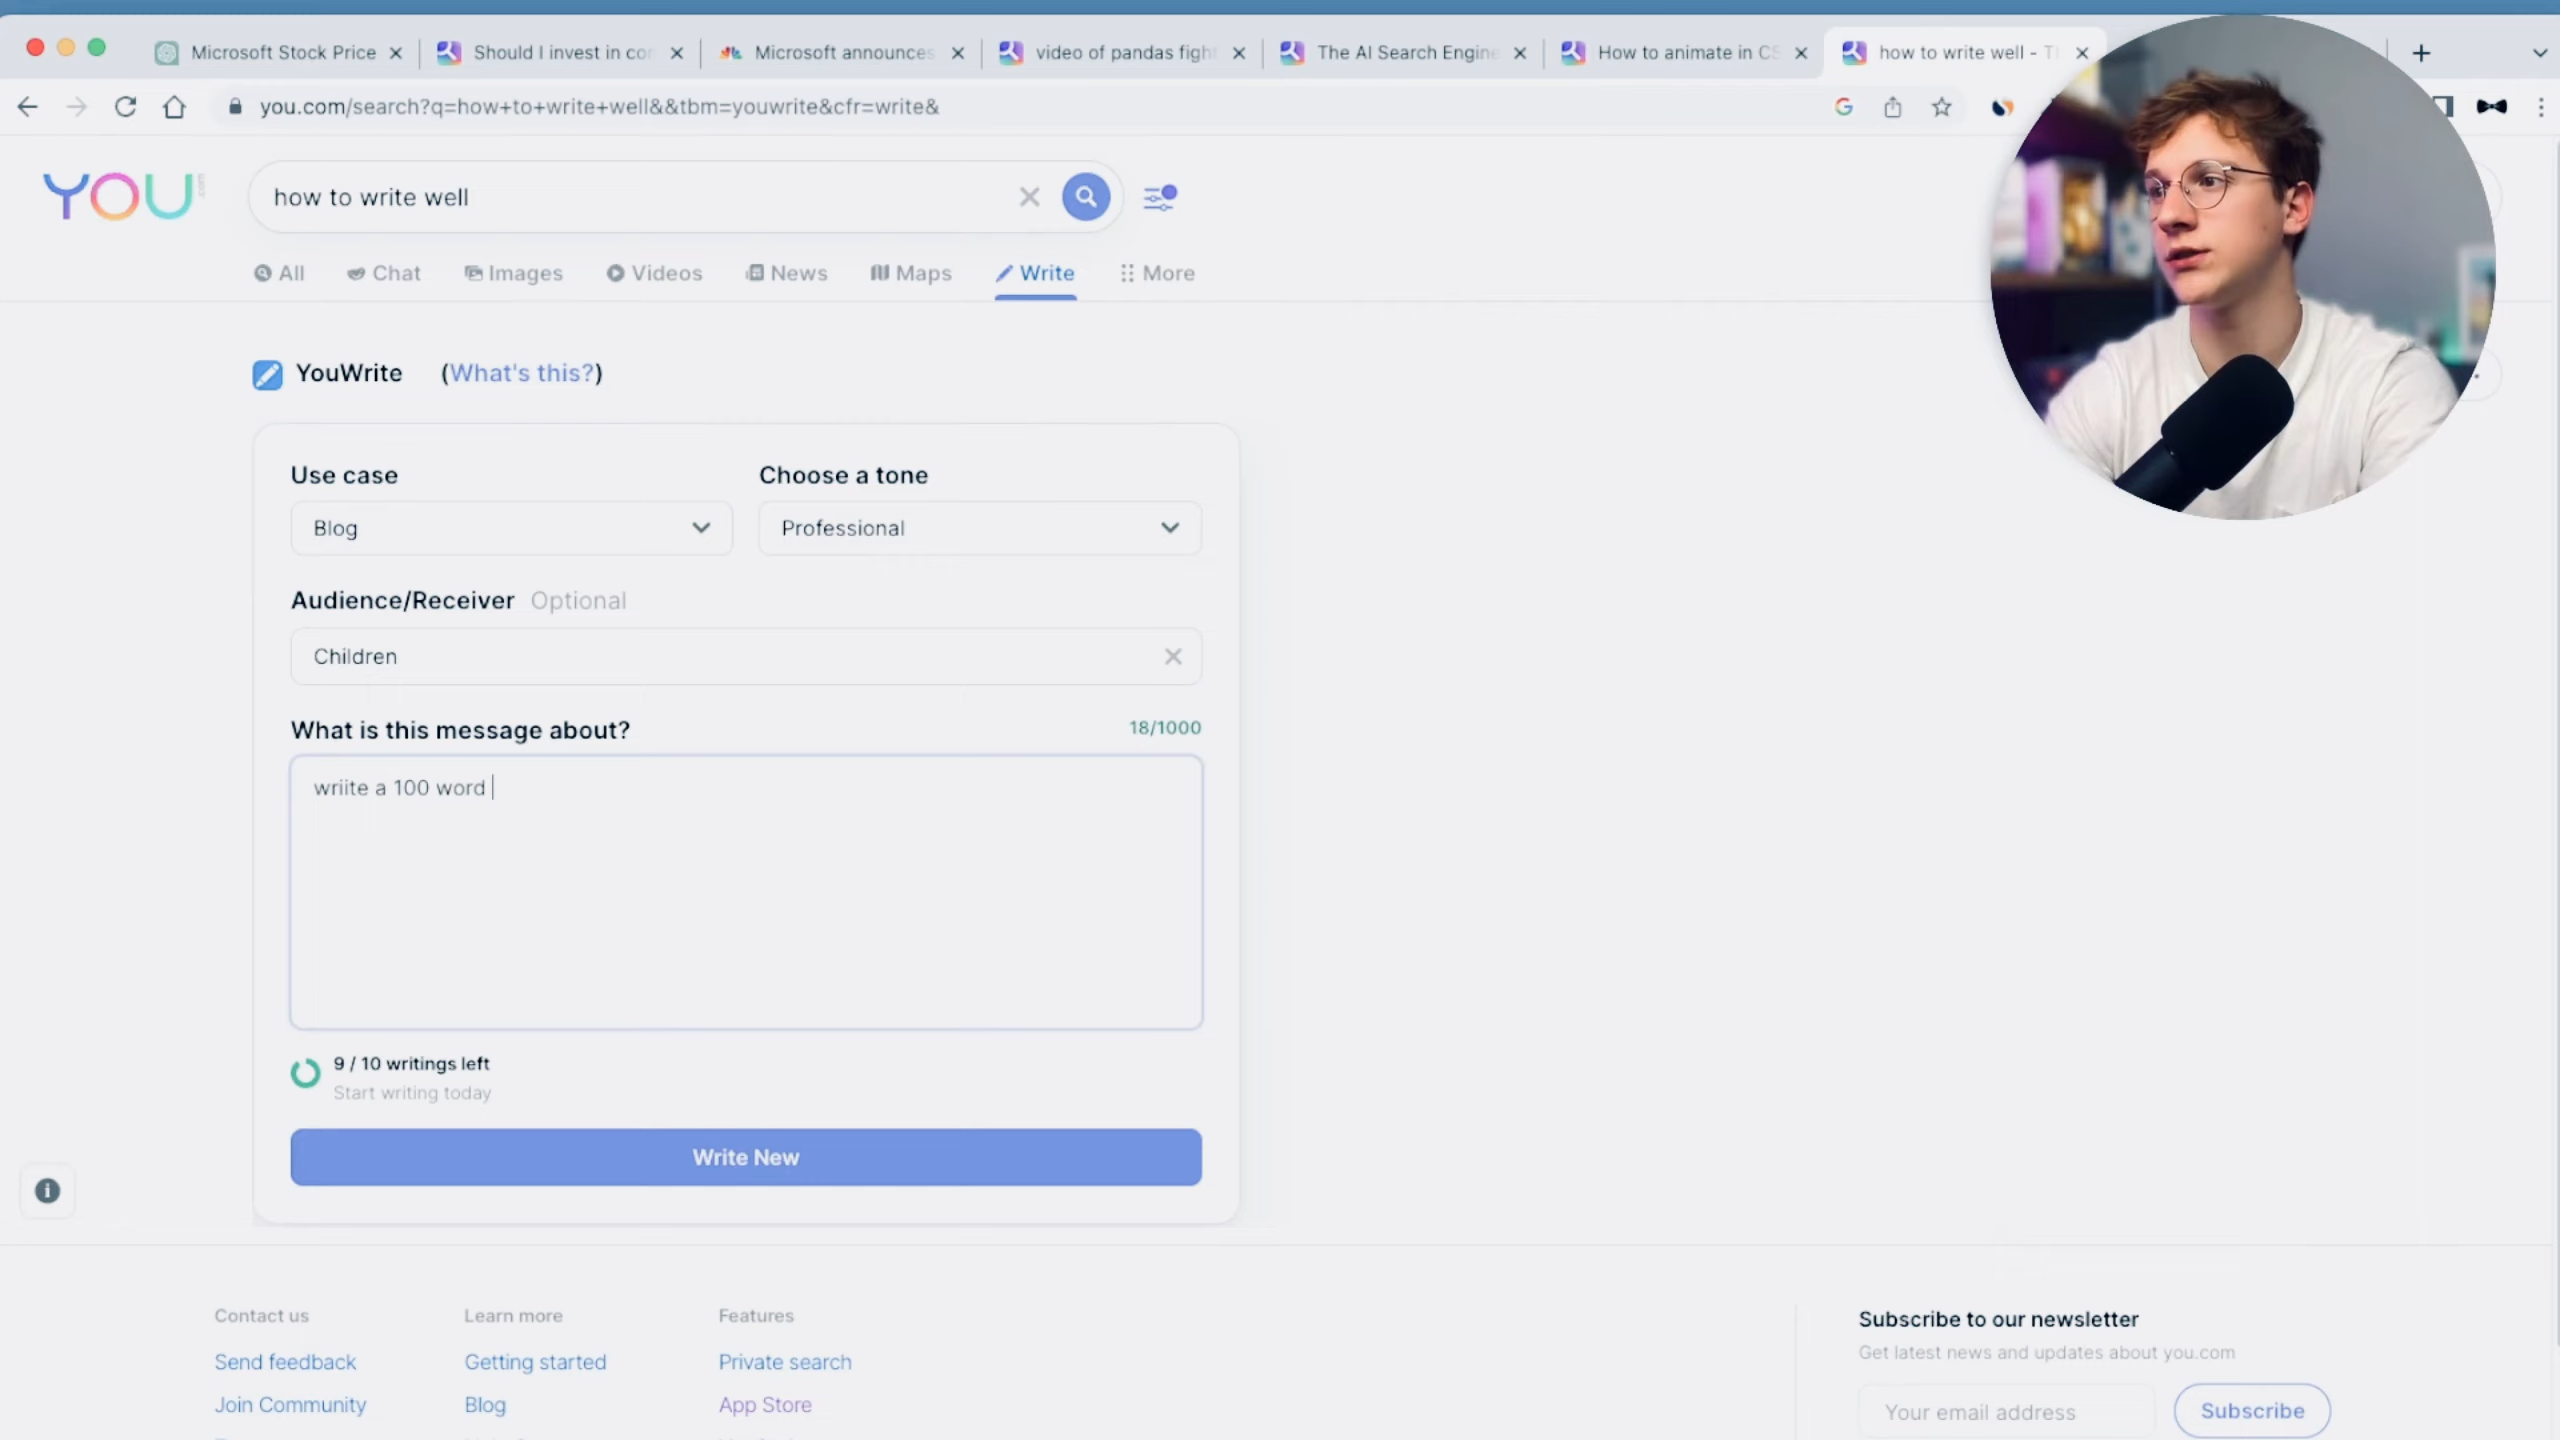 Microsoft Stock Price
Should I invest in co
Microsoft announces
video of pandas figh
The AI Search Engine
How to animate in CS
how to write well - T
you.com/search?q=how+to+write+well&&tbm=youwrite&cfr=write&
YOU.com
how to write well
All
Chat
Images
Videos
News
Maps
Write
More
YouWrite
(What's this?)
Use case
Choose a tone
Blog
Professional
Audience/Receiver Optional
Children
What is this message about?
18/1000
wriite a 100 word
9 / 10 writings left
Start writing today
Write New
Contact us
Learn more
Features
Subscribe to our newsletter
Get latest news and updates about you.com
Send feedback
Getting started
Private search
Join Community
Blog
App Store
Your email address
Subscribe